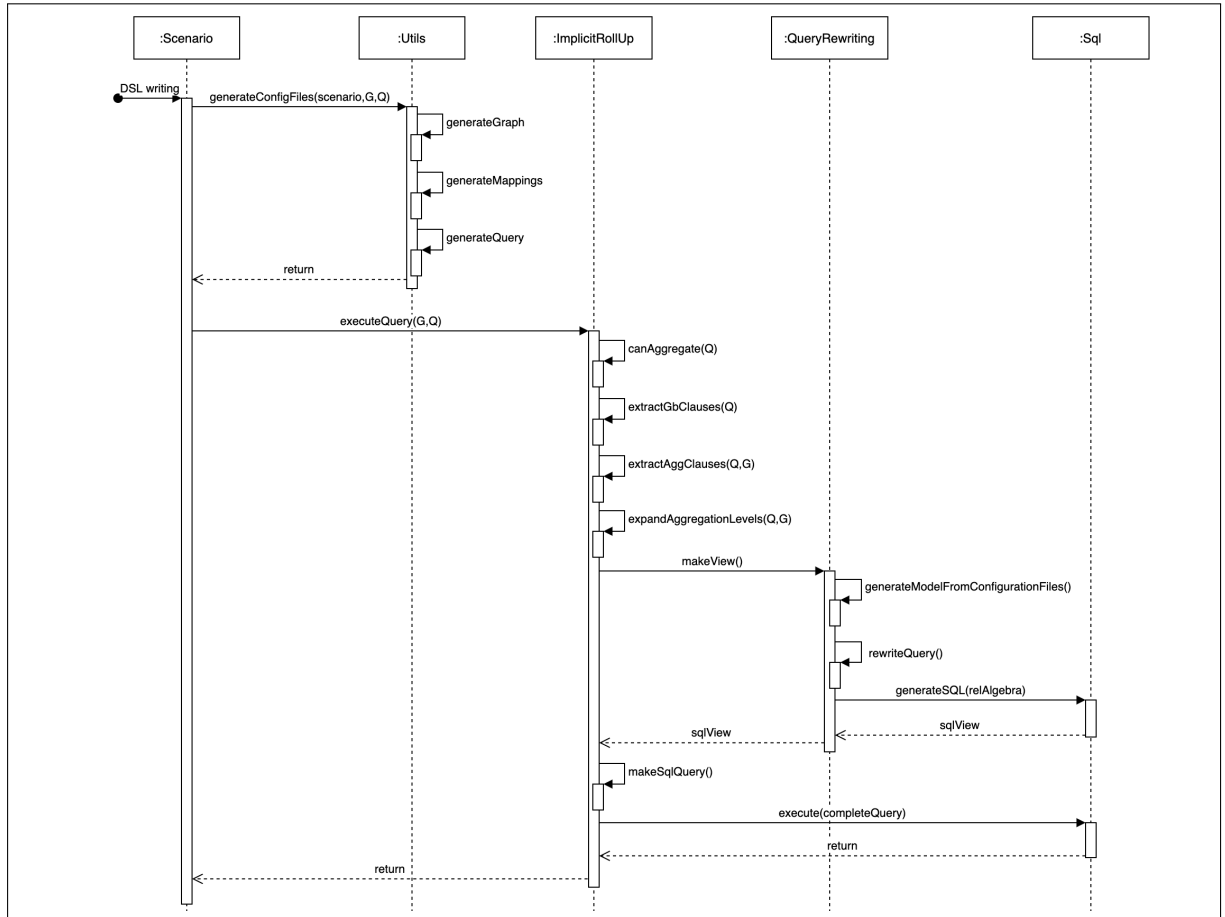 :Scenario
:Utils
:ImplicitRollUp
:QueryRewriting
:Sql
DSL writing
generateConfigFiles(scenario,G,Q)
generateGraph
generateMappings
generateQuery
return
executeQuery(G,Q)
canAggregate(Q)
extractGbClauses(Q)
extractAggClauses(Q,G)
expandAggregationLevels(Q,G)
makeView()
generateModelFromConfigurationFiles()
rewriteQuery()
generateSQL(relAlgebra)
sqlView
sqlView
makeSqlQuery()
execute(completeQuery)
return
return